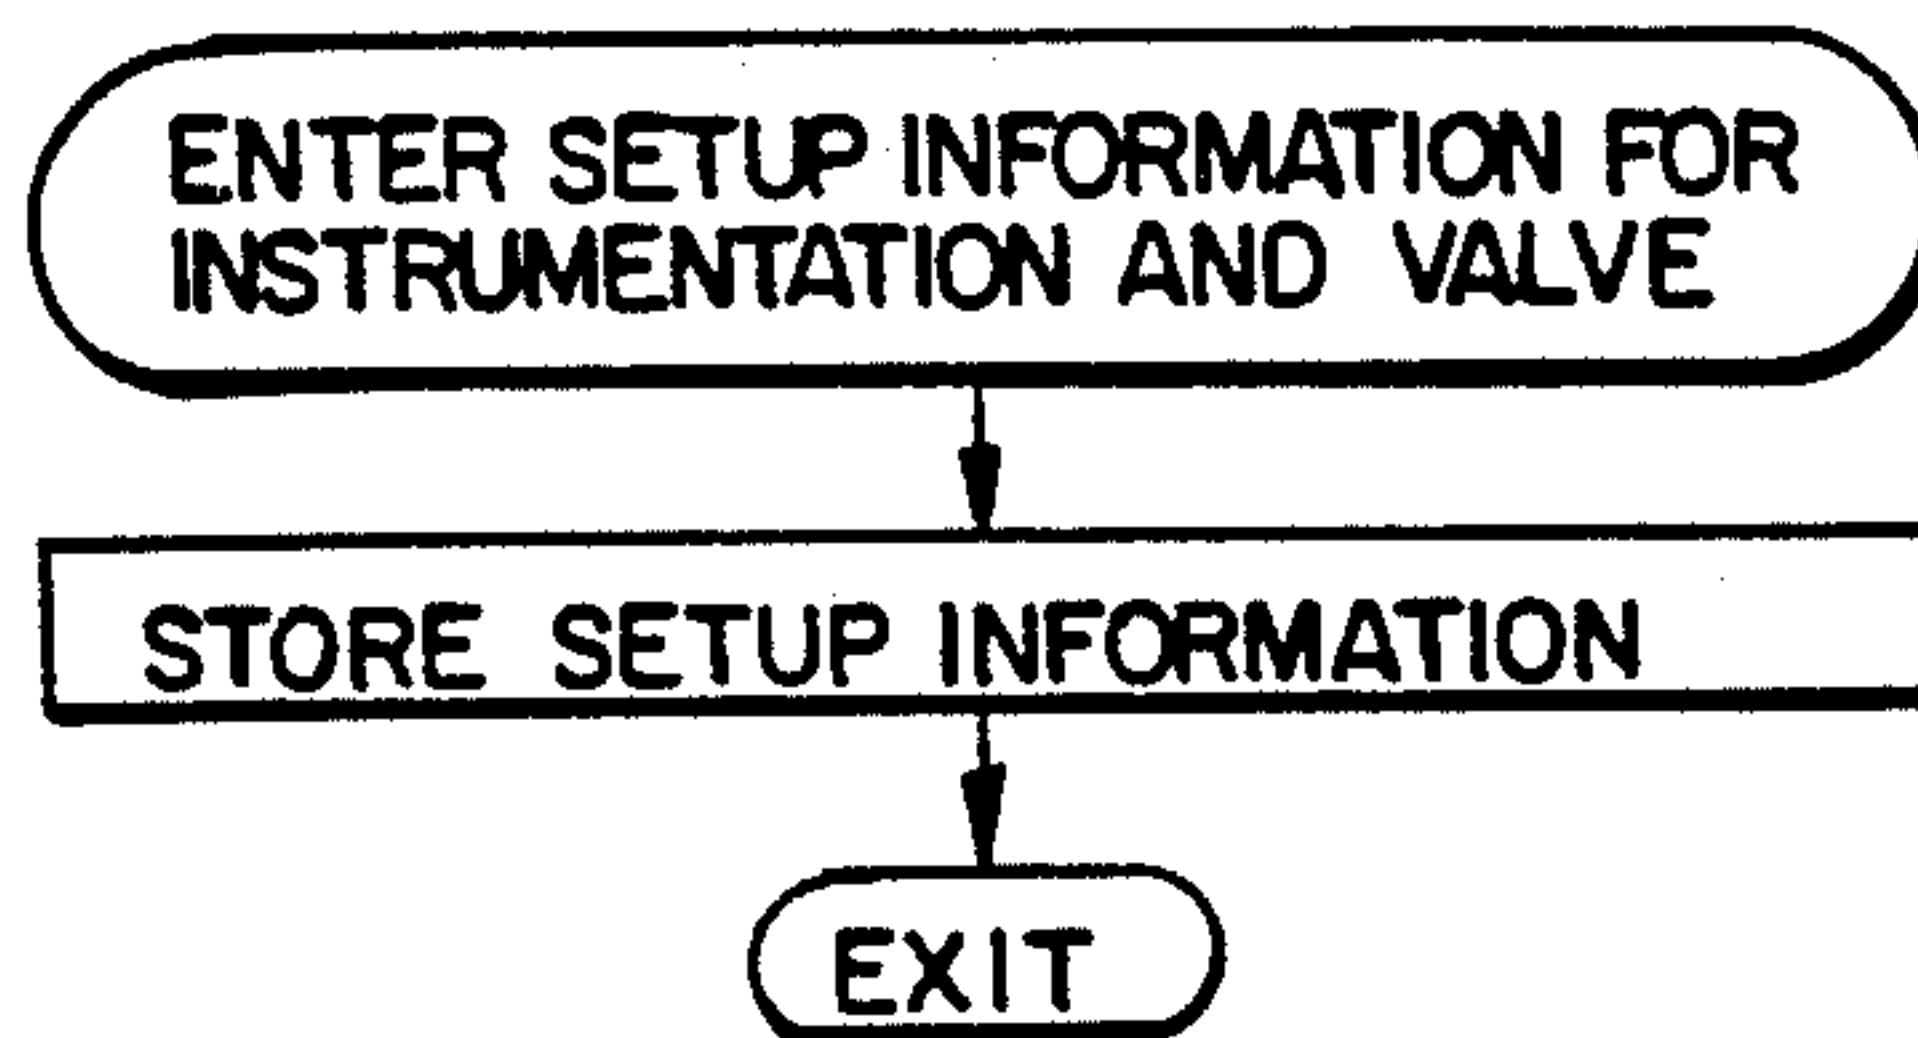 ENTER SETUP INFORMATION FOR
INSTRUMENTATION AND VALVE
STORE SETUP INFORMATION
EXIT